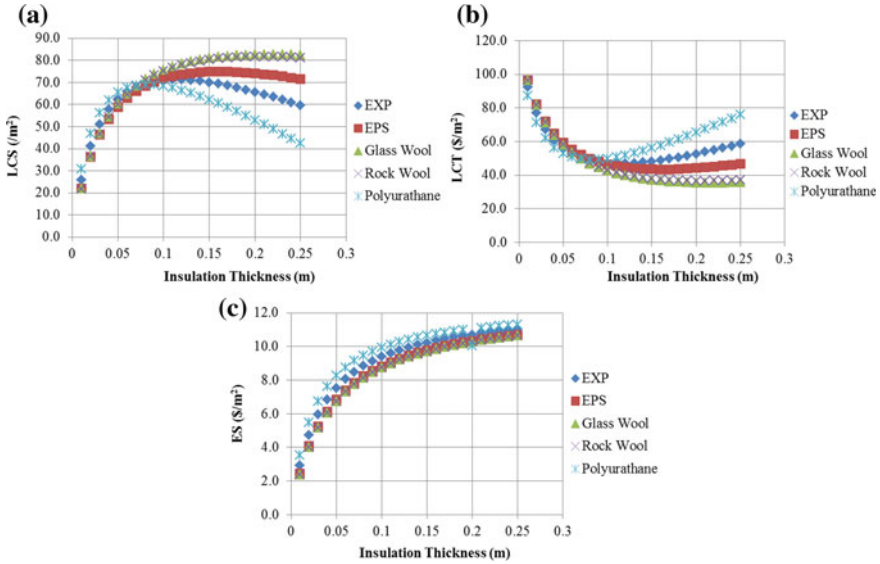 (a)
90.0
80.0
70.0
60.0
50.0
40.0
30.0
20.0
10.0
0.0
LCS (/m²)
0 0.05 0.1 0.15 0.2 0.25 0.3
Insulation Thickness (m)
EXP
EPS
Glass Wool
Rock Wool
Polyurathane
(b)
120.0
100.0
80.0
60.0
40.0
20.0
0.0
LCT ($/m²)
0 0.05 0.1 0.15 0.2 0.25 0.3
Insulation Thickness (m)
EXP
EPS
Glass Wool
Rock Wool
Polyurathane
(c)
12.0
10.0
8.0
6.0
4.0
2.0
0.0
ES ($/m²)
0 0.05 0.1 0.15 0.2 0.25 0.3
Insulation Thickness (m)
EXP
EPS
Glass Wool
Rock Wool
Polyurathane